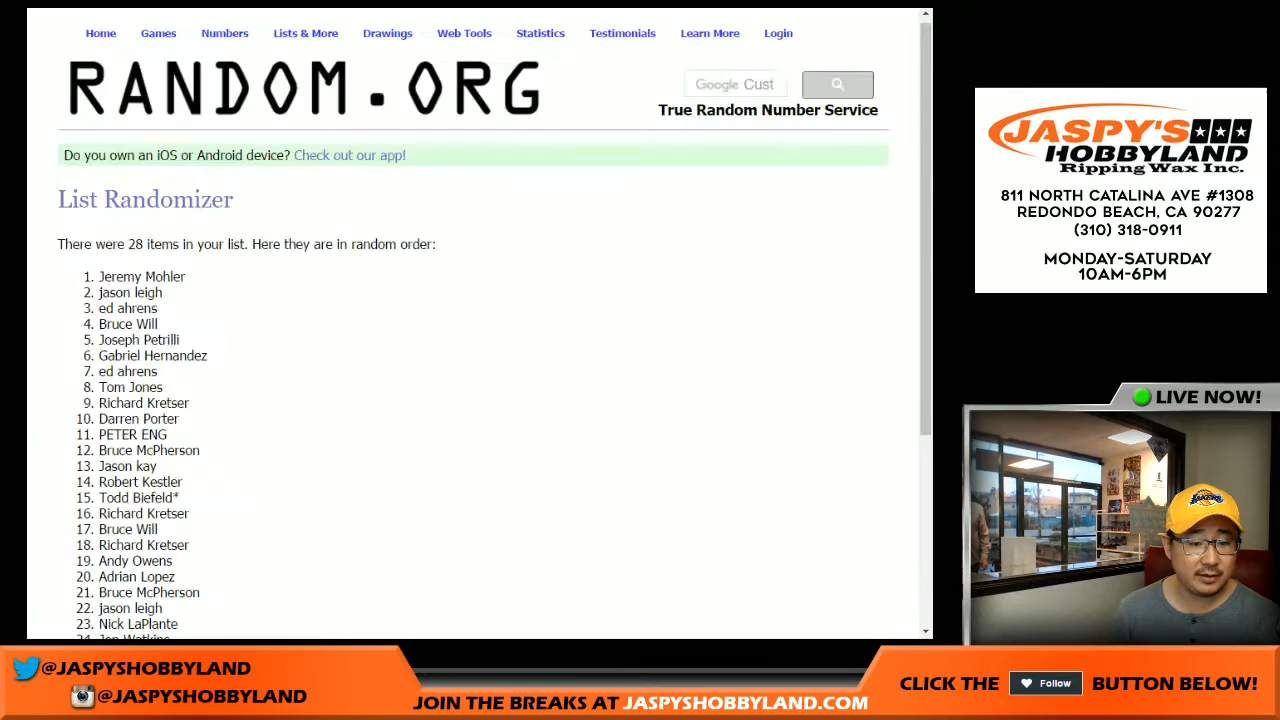 Home Games Numbers Lists & More Drawings Web Tools Statistics Testimonials Learn More Login
RANDOM.ORG
Google Cust
True Random Number Service
Do you own an iOS or Android device? Check out our app!
List Randomizer
There were 28 items in your list. Here they are in random order:
1. Jeremy Mohler
2. jason leigh
3. ed ahrens
4. Bruce Will
5. Joseph Petrilli
6. Gabriel Hernandez
7. ed ahrens
8. Tom Jones
9. Richard Kretser
10. Darren Porter
11. PETER ENG
12. Bruce McPherson
13. Jason kay
14. Robert Kestler
15. Todd Biefeld*
16. Richard Kretser
17. Bruce Will
18. Richard Kretser
19. Andy Owens
20. Adrian Lopez
21. Bruce McPherson
22. jason leigh
23. Nick LaPlante
24. Jon Watkins
JASPY'S
HOBBYLAND
Ripping Wax Inc.
811 NORTH CATALINA AVE #1308
REDONDO BEACH, CA 90277
(310) 318-0911
MONDAY-SATURDAY
10AM-6PM
LIVE NOW!
LAKERS
@JASPYSHOBBYLAND
@JASPYSHOBBYLAND
JOIN THE BREAKS AT JASPYSHOBBYLAND.COM
CLICK THE Follow BUTTON BELOW!